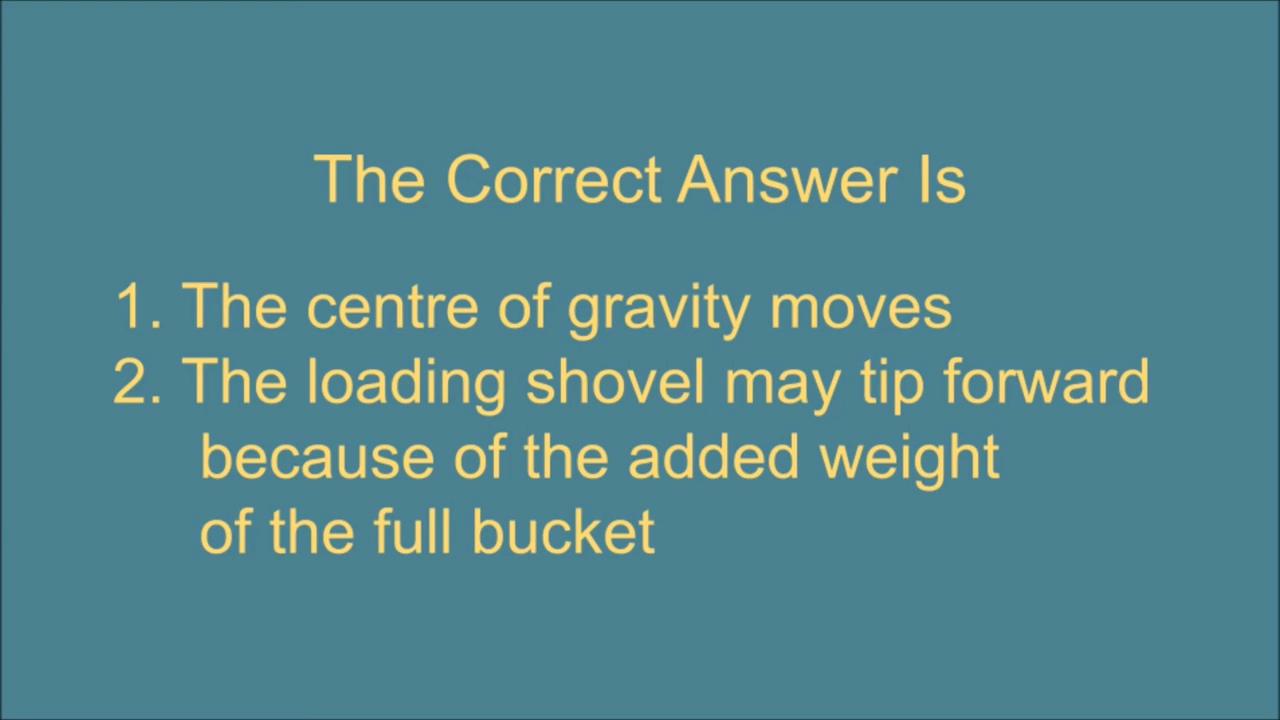 The Correct Answer Is
1. The centre of gravity moves
2. The loading shovel may tip forward
because of the added weight
of the full bucket